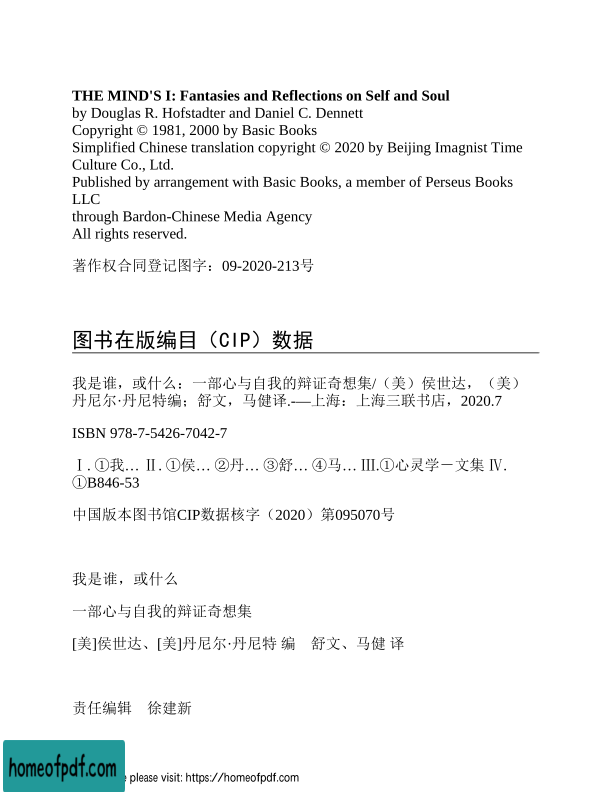 THE MIND'S I: Fantasies and Reflections on Self and Soul
by Douglas R. Hofstadter and Daniel C. Dennett
Copyright © 1981, 2000 by Basic Books
Simplified Chinese translation copyright © 2020 by Beijing Imagnist Time
Culture Co., Ltd.
Published by arrangement with Basic Books, a member of Perseus Books
LLC
through Bardon-Chinese Media Agency
All rights reserved.
著作权合同登记图字：09-2020-213号
图书在版编目（CIP）数据
我是谁，或什么：一部心与自我的辩证奇想集/（美）侯世达，（美）
丹尼尔·丹尼特编；舒文，马健译.-—上海：上海三联书店，2020.7
ISBN 978-7-5426-7042-7
Ⅰ. ①我… Ⅱ. ①侯… ②丹… ③舒… ④马… Ⅲ.①心灵学－文集 Ⅳ.
①B846-53
中国版本图书馆CIP数据核字（2020）第095070号
我是谁，或什么
一部心与自我的辩证奇想集
[美]侯世达、[美]丹尼尔·丹尼特 编　舒文、马健 译
责任编辑　徐建新
homeofpdf.com
please visit: https://homeofpdf.com